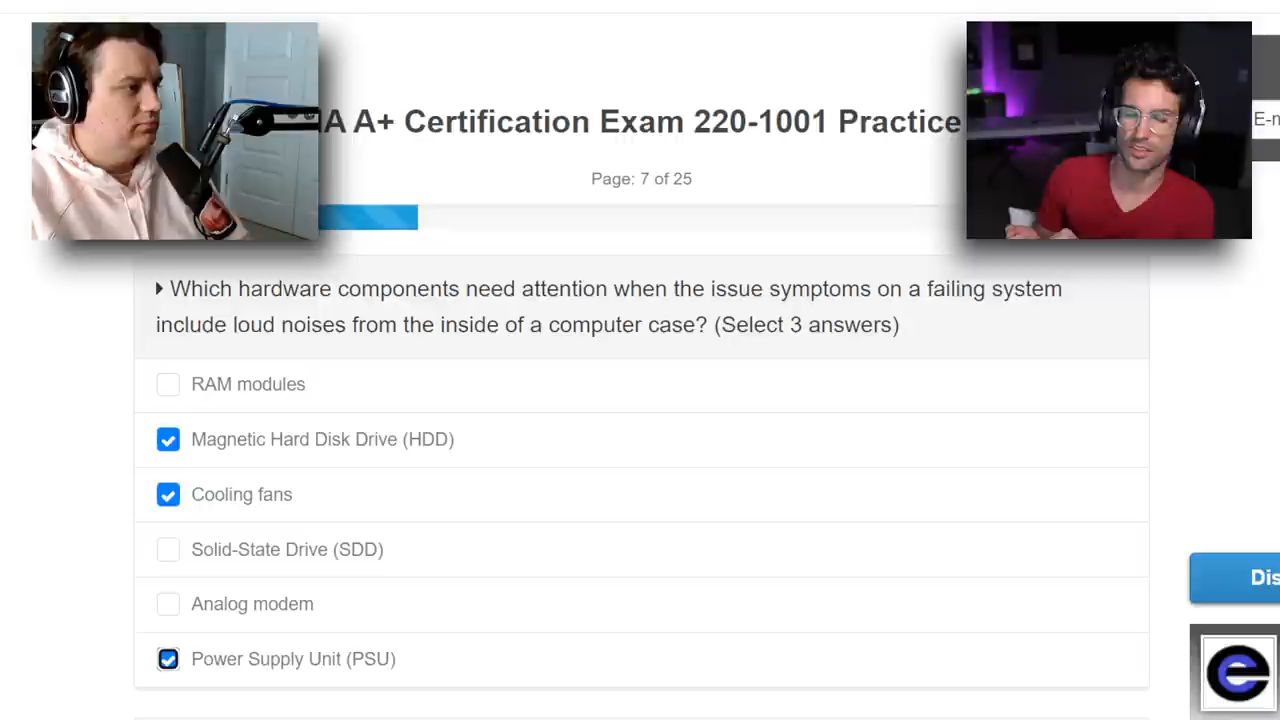 A A+ Certification Exam 220-1001 Practice
Page: 7 of 25
Which hardware components need attention when the issue symptoms on a failing system
include loud noises from the inside of a computer case? (Select 3 answers)
RAM modules
Magnetic Hard Disk Drive (HDD)
Cooling fans
Solid-State Drive (SDD)
Analog modem
Power Supply Unit (PSU)
E-m
Dis
e